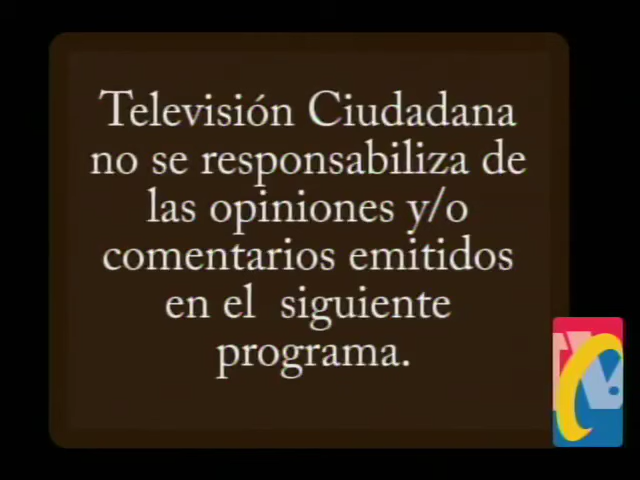 Televisión Ciudadana
no se responsabiliza de
las opiniones y/o
comentarios emitidos
en el siguiente
programa.